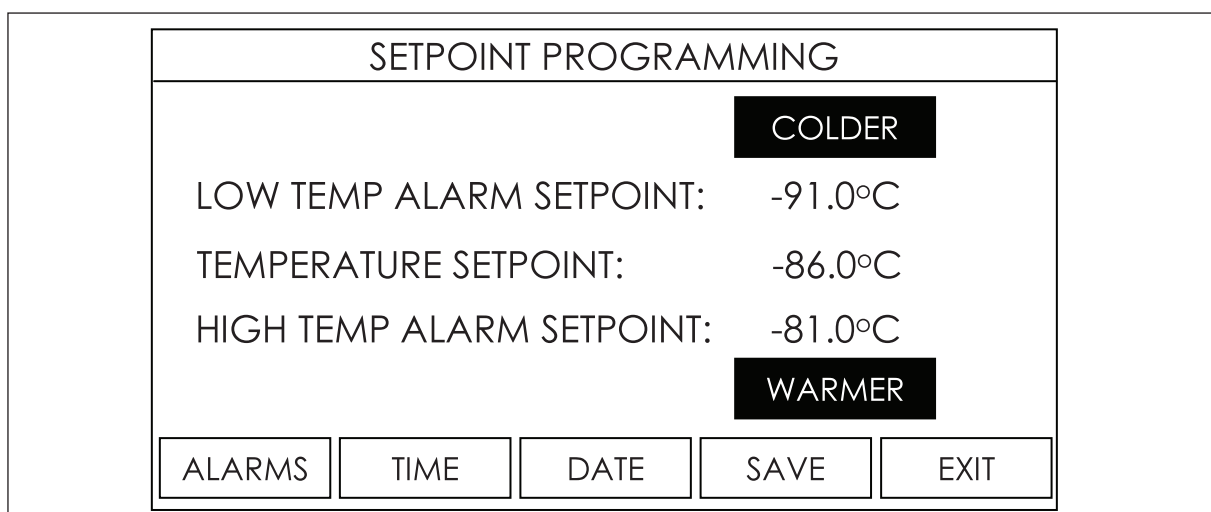 SETPOINT PROGRAMMING
COLDER
LOW TEMP ALARM SETPOINT: -91.0°C
TEMPERATURE SETPOINT: -86.0°C
HIGH TEMP ALARM SETPOINT: -81.0°C
WARMER
ALARMS TIME DATE SAVE EXIT